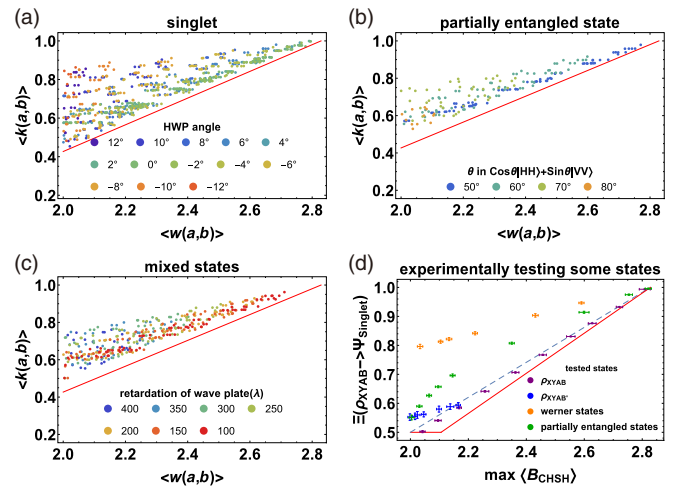 (a)
singlet
<k(a,b)>
1.0
0.8
0.6
0.4
0.2
HWP angle
12° 10° 8° 6° 4°
2° 0° −2° −4° −6°
−8° −10° −12°
2.0 2.2 2.4 2.6 2.8
<w(a,b)>
(b)
partially entangled state
<k(a,b)>
1.0
0.8
0.6
0.4
0.2
θ in Cosθ|HH⟩+Sinθ|VV⟩
50° 60° 70° 80°
2.0 2.2 2.4 2.6 2.8
<w(a,b)>
(c)
mixed states
<k(a,b)>
1.0
0.8
0.6
0.4
0.2
retardation of wave plate(λ)
400 350 300 250
200 150 100
2.0 2.2 2.4 2.6 2.8
<w(a,b)>
(d)
experimentally testing some states
Ξ(ρXYAB−>ΨSinglet)
1.0
0.9
0.8
0.7
0.6
0.5
tested states
ρXYAB
ρXYAB'
werner states
partially entangled states
2.0 2.2 2.4 2.6 2.8
max ⟨BCHSH⟩